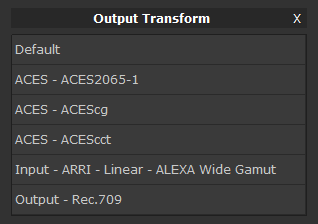 Output Transform X
Default
ACES - ACES2065-1
ACES - ACEScg
ACES - ACEScct
Input - ARRI - Linear - ALEXA Wide Gamut
Output - Rec.709